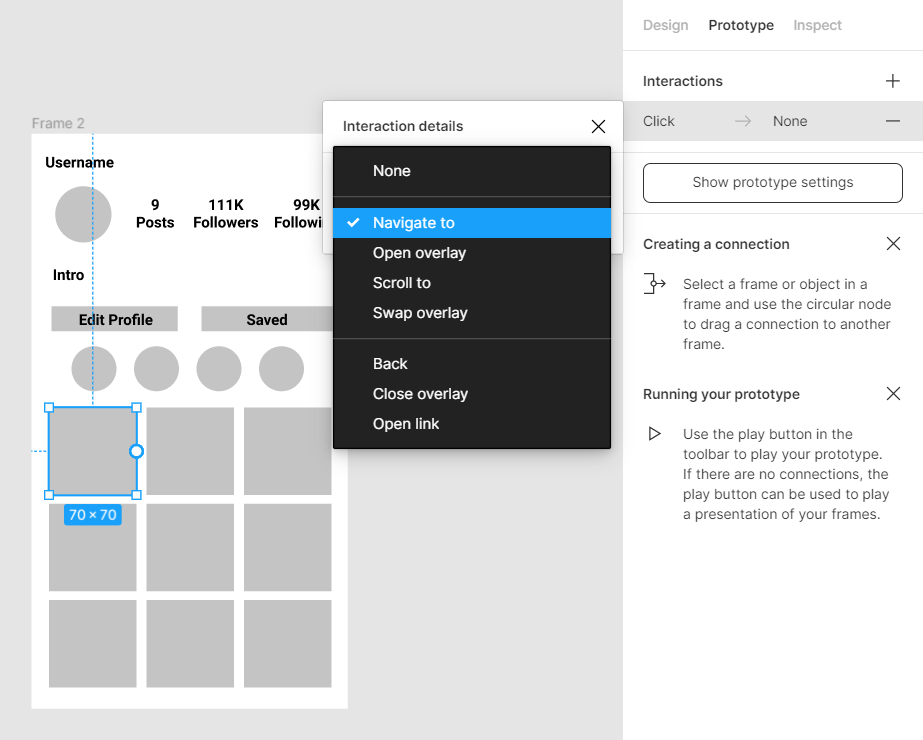 Design Prototype Inspect
Interactions
Click None
Show prototype settings
Creating a connection
Select a frame or object in a
frame and use the circular node
to drag a connection to another
frame.
Running your prototype
Use the play button in the
toolbar to play your prototype.
If there are no connections, the
play button can be used to play
a presentation of your frames.
Interaction details
None
Navigate to
Open overlay
Scroll to
Swap overlay
Back
Close overlay
Open link
Frame 2
Username
9 111K 99K
Posts Followers Followi
Intro
Edit Profile Saved
70 × 70